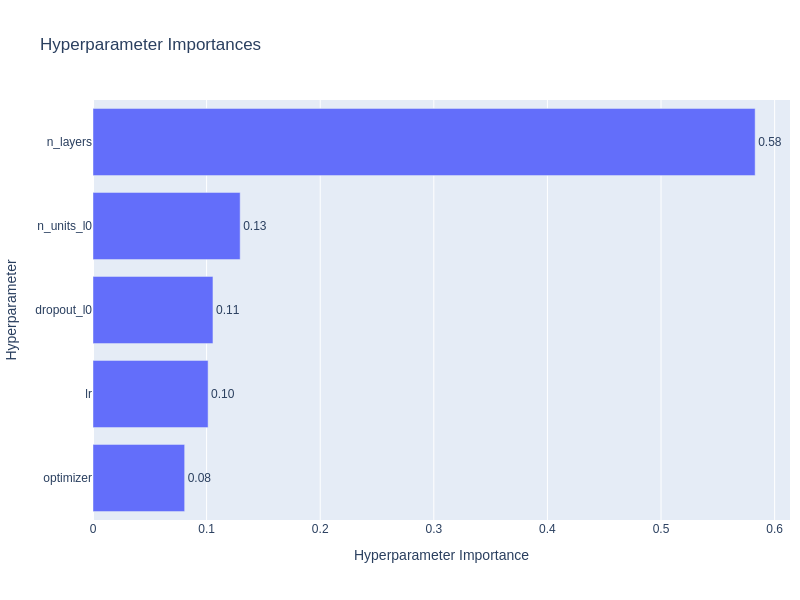 Hyperparameter Importances
n_layers
0.58
n_units_l0
0.13
dropout_l0
0.11
lr
0.10
optimizer
0.08
0
0.1
0.2
0.3
0.4
0.5
0.6
Hyperparameter Importance
Hyperparameter